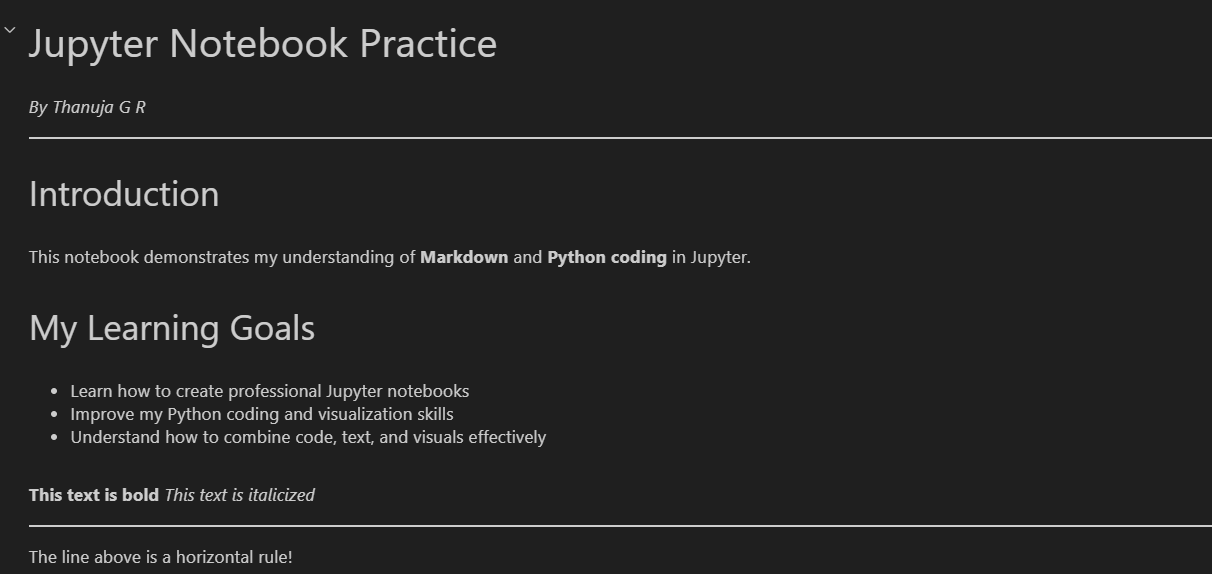 Jupyter Notebook Practice
By Thanuja G R
Introduction
This notebook demonstrates my understanding of Markdown and Python coding in Jupyter.
My Learning Goals
• Learn how to create professional Jupyter notebooks
• Improve my Python coding and visualization skills
• Understand how to combine code, text, and visuals effectively
This text is bold This text is italicized
The line above is a horizontal rule!